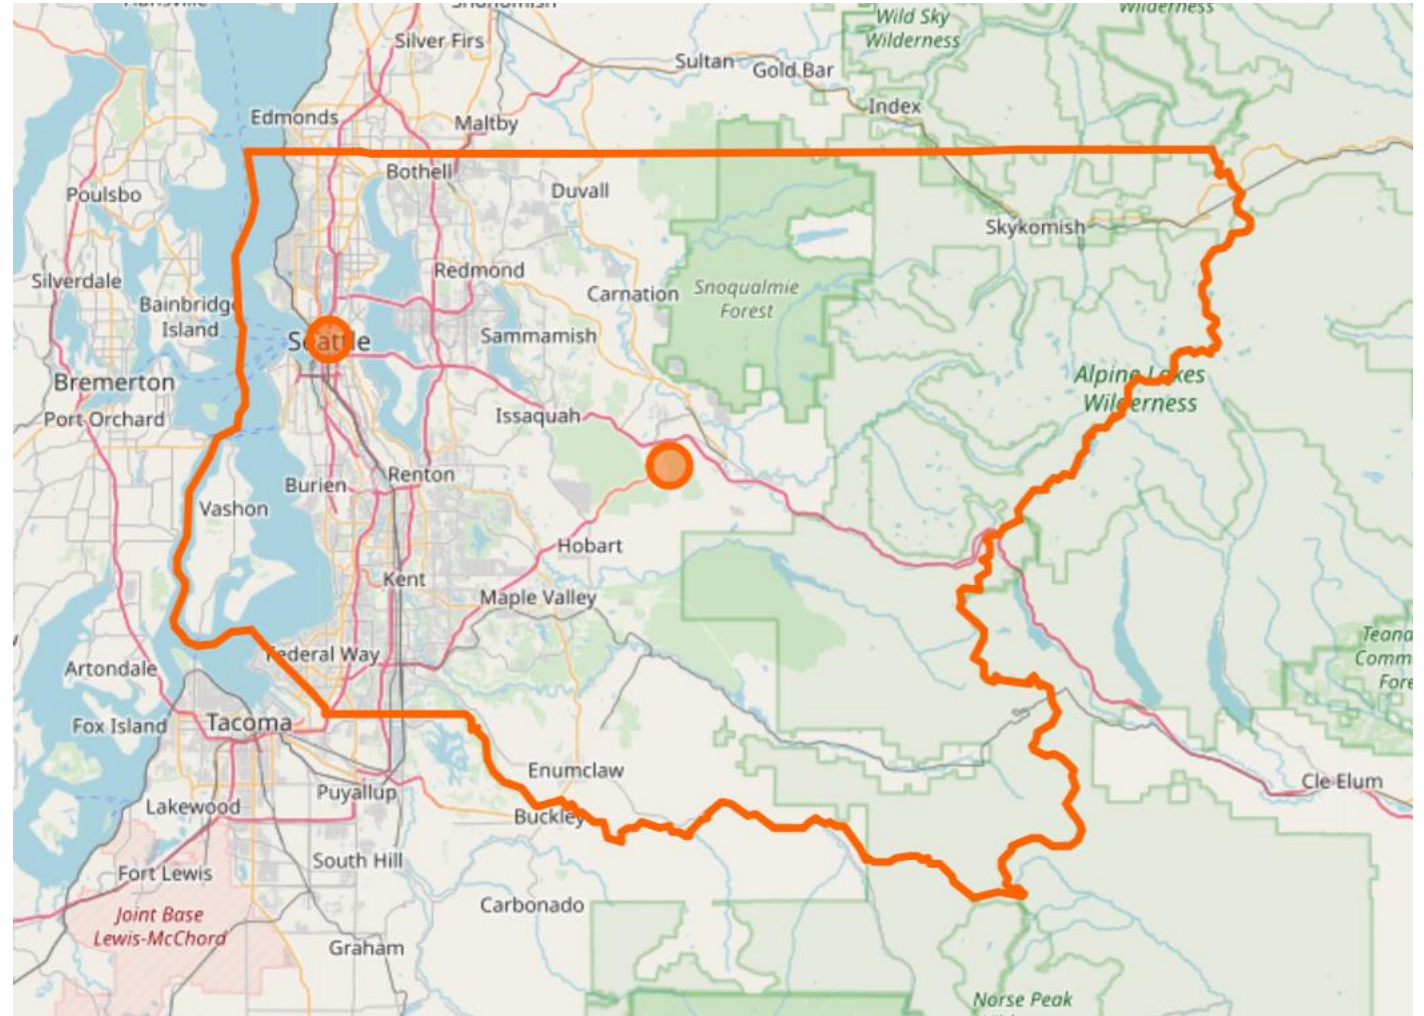 Wild Sky
Wilderness
Wilderness
Silver Firs
Sultan
Gold Bar
Index
Edmonds
Maltby
Bothell
Duvall
Poulsbo
Skykomish
Silverdale
Redmond
Carnation
Snoqualmie
Forest
Bainbridge
Island
Seattle
Sammamish
Bremerton
Alpine Lakes
Wilderness
Port Orchard
Issaquah
Renton
Burien
Vashon
Hobart
Kent
Maple Valley
Federal Way
Artondale
Fox Island
Tacoma
Enumclaw
Cle Elum
Puyallup
Lakewood
Buckley
South Hill
Fort Lewis
Carbonado
Joint Base
Lewis-McChord
Graham
Norse Peak